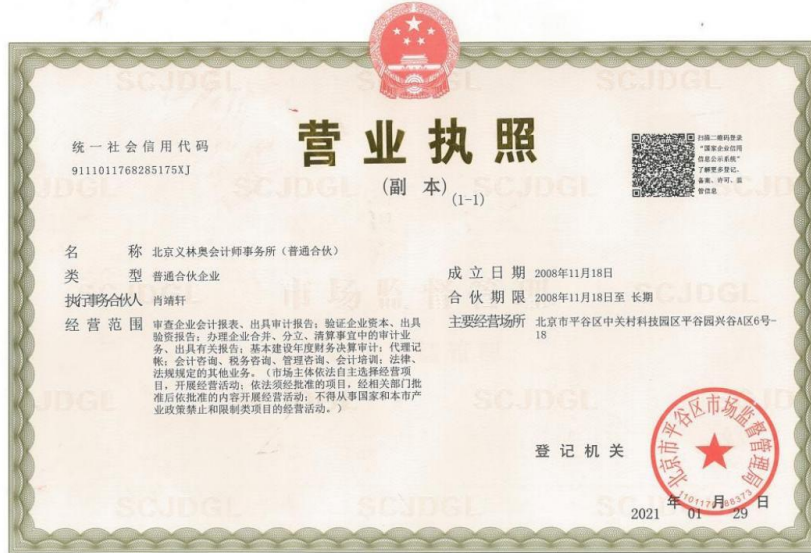 营业执照
(副 本)
(1-1)
统一社会信用代码
9111011768285175XJ
扫描二维码登录
“国家企业信用
信息公示系统”
了解更多登记、
备案、许可、监
管信息
名 称 北京义林奥会计师事务所（普通合伙）
类 型 普通合伙企业
执行事务合伙人 肖靖轩
经 营 范 围 审查企业会计报表、出具审计报告；验证企业资本、出具
验资报告；办理企业合并、分立、清算事宜中的审计业
务、出具有关报告；基本建设年度财务决算审计；代理记
帐；会计咨询、税务咨询、管理咨询、会计培训；法律、
法规规定的其他业务。（市场主体依法自主选择经营项
目，开展经营活动；依法须经批准的项目，经相关部门批
准后依批准的内容开展经营活动；不得从事国家和本市产
业政策禁止和限制类项目的经营活动。）
成 立 日 期 2008年11月18日
合 伙 期 限 2008年11月18日至 长期
主要经营场所 北京市平谷区中关村科技园区平谷园兴谷A区6号-
18
登 记 机 关
北京市平谷区市场监督管理局
2021 年 01 月 29 日
SCJDGL
市场监督管理